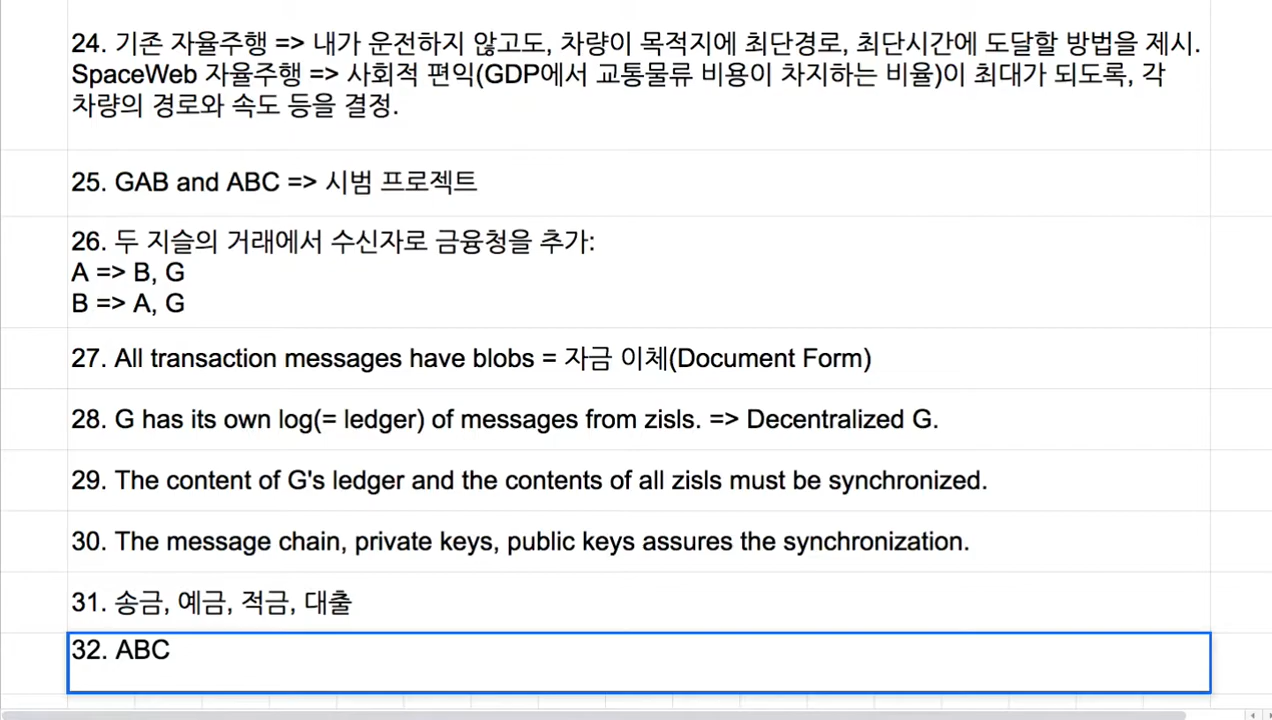 24. 기존 자율주행 => 내가 운전하지 않고도, 차량이 목적지에 최단경로, 최단시간에 도달할 방법을 제시.
SpaceWeb 자율주행 => 사회적 편익(GDP에서 교통물류 비용이 차지하는 비율)이 최대가 되도록, 각
차량의 경로와 속도 등을 결정.
25. GAB and ABC => 시범 프로젝트
26. 두 지슬의 거래에서 수신자로 금융청을 추가:
A => B, G
B => A, G
27. All transaction messages have blobs = 자금 이체(Document Form)
28. G has its own log(= ledger) of messages from zisls. => Decentralized G.
29. The content of G's ledger and the contents of all zisls must be synchronized.
30. The message chain, private keys, public keys assures the synchronization.
31. 송금, 예금, 적금, 대출
32. ABC